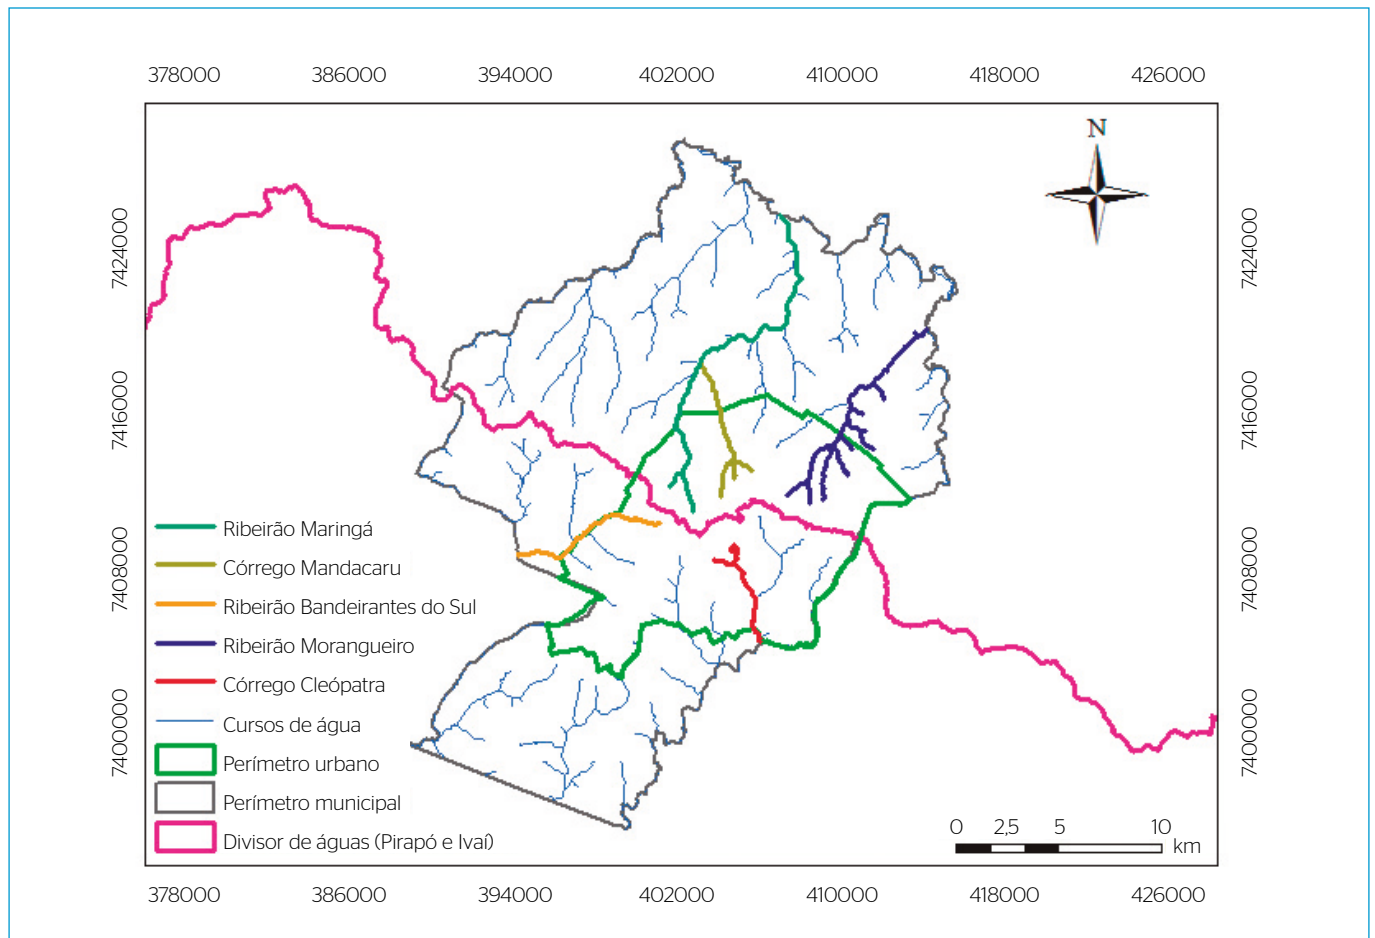 378000 386000 394000 402000 410000 418000 426000
N
7424000
7416000
7408000
7400000
7424000
7416000
7408000
7400000
Ribeirão Maringá
Córrego Mandacaru
Ribeirão Bandeirantes do Sul
Ribeirão Morangueiro
Córrego Cleópatra
Cursos de água
Perímetro urbano
Perímetro municipal
Divisor de águas (Pirapó e Ivaí)
0 2,5 5 10
km
378000 386000 394000 402000 410000 418000 426000